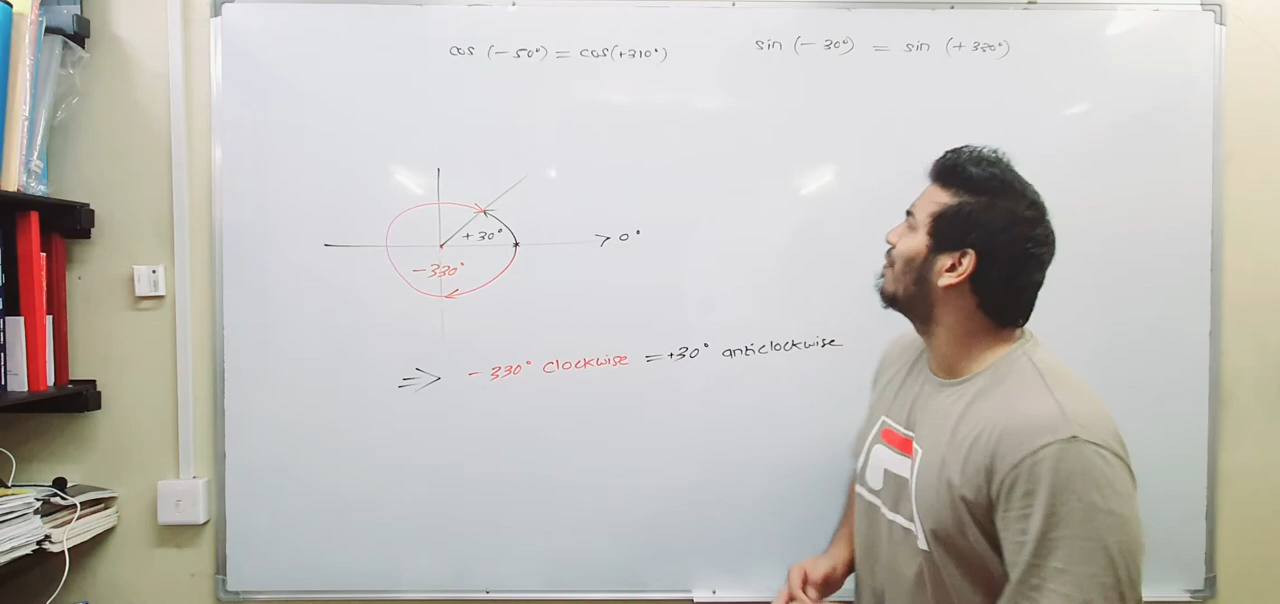 cos (-50°) = cos(+310°)
sin (-30°) = sin (+330°)
+30°
0°
-330°
⇒ -330° clockwise = +30° anticlockwise